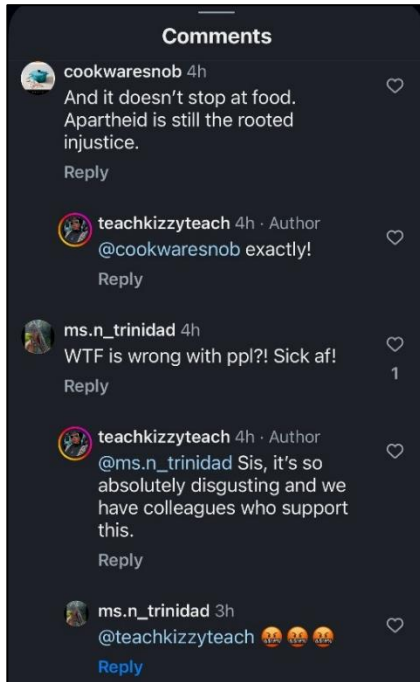 Comments
cookwaresnob 4h
And it doesn't stop at food.
Apartheid is still the rooted
injustice.
Reply
teachkizzyteach 4h · Author
@cookwaresnob exactly!
Reply
ms.n_trinidad 4h
WTF is wrong with ppl?! Sick af!
1
Reply
teachkizzyteach 4h · Author
@ms.n_trinidad Sis, it's so
absolutely disgusting and we
have colleagues who support
this.
Reply
ms.n_trinidad 3h
@teachkizzyteach 🤬 🤬 🤬
Reply